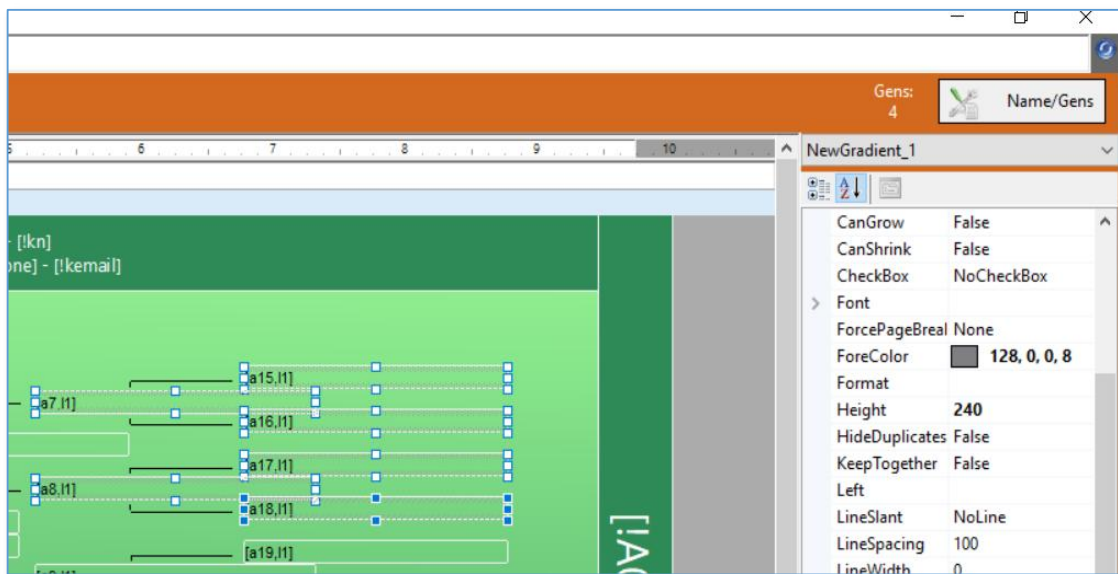 Gens:
4
Name/Gens
6 7 8 9 10
NewGradient_1
CanGrow False
CanShrink False
CheckBox NoCheckBox
Font
ForcePageBreal None
ForeColor 128, 0, 0, 8
Format
Height 240
HideDuplicates False
KeepTogether False
Left
LineSlant NoLine
LineSpacing 100
LineWidth 0
- [!kn]
one] - [!kemail]
[a15,l1]
a7,l1]
[a16,l1]
[a17,l1]
a8,l1]
[a18,l1]
[a19,l1]